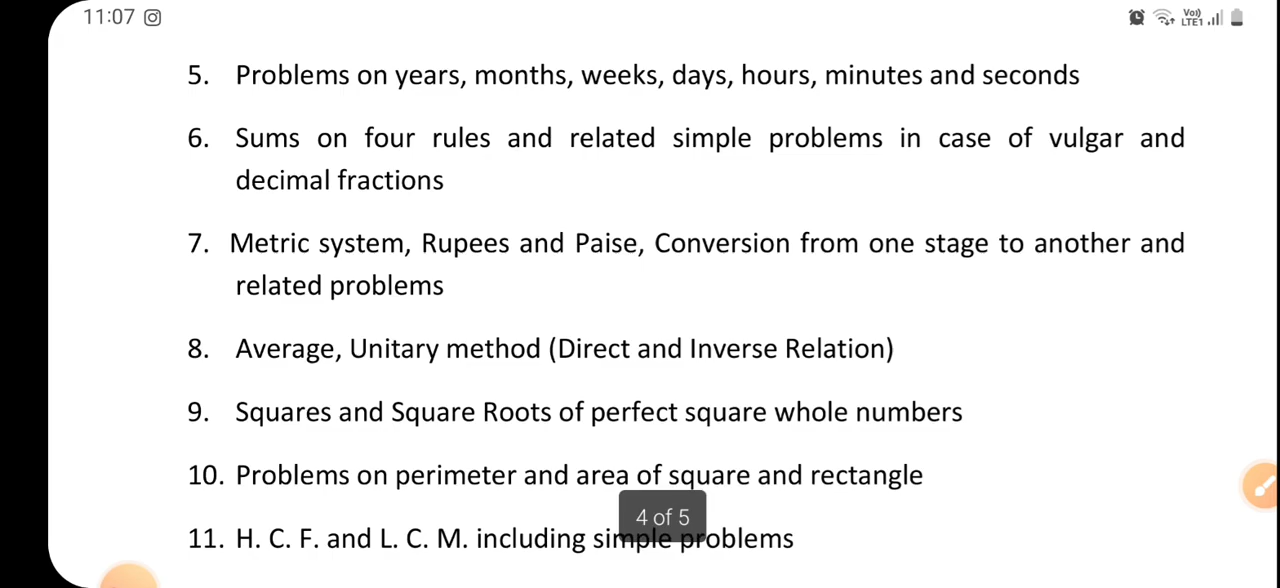 11:07
Vo)) LTE1
5. Problems on years, months, weeks, days, hours, minutes and seconds
6. Sums on four rules and related simple problems in case of vulgar and
decimal fractions
7. Metric system, Rupees and Paise, Conversion from one stage to another and
related problems
8. Average, Unitary method (Direct and Inverse Relation)
9. Squares and Square Roots of perfect square whole numbers
10. Problems on perimeter and area of square and rectangle
4 of 5
11. H. C. F. and L. C. M. including simple problems